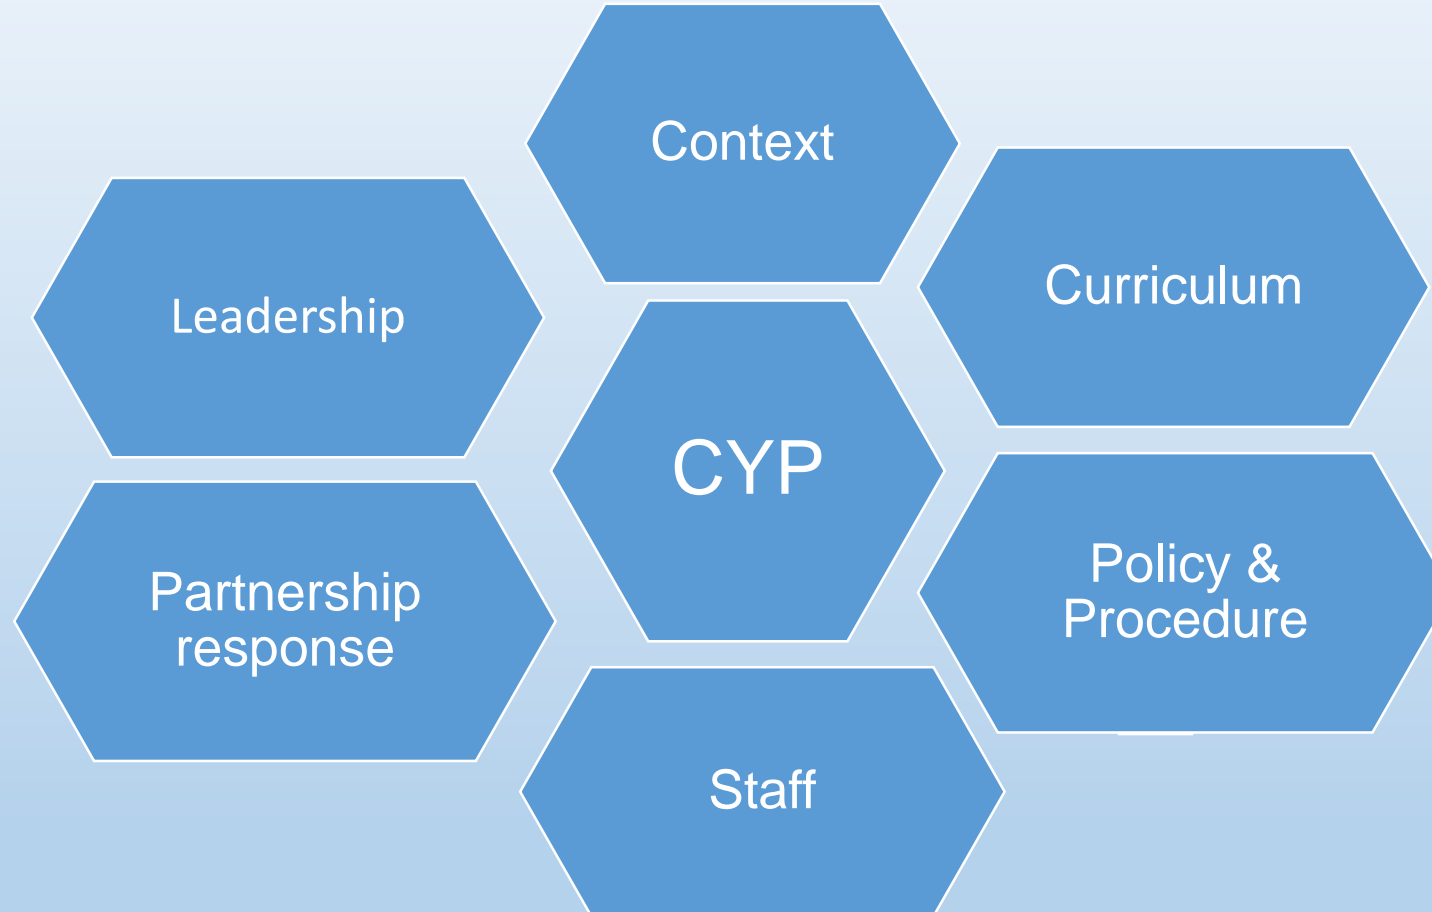 Context
Curriculum
Leadership
CYP
Policy &
Procedure
Partnership
response
Staff